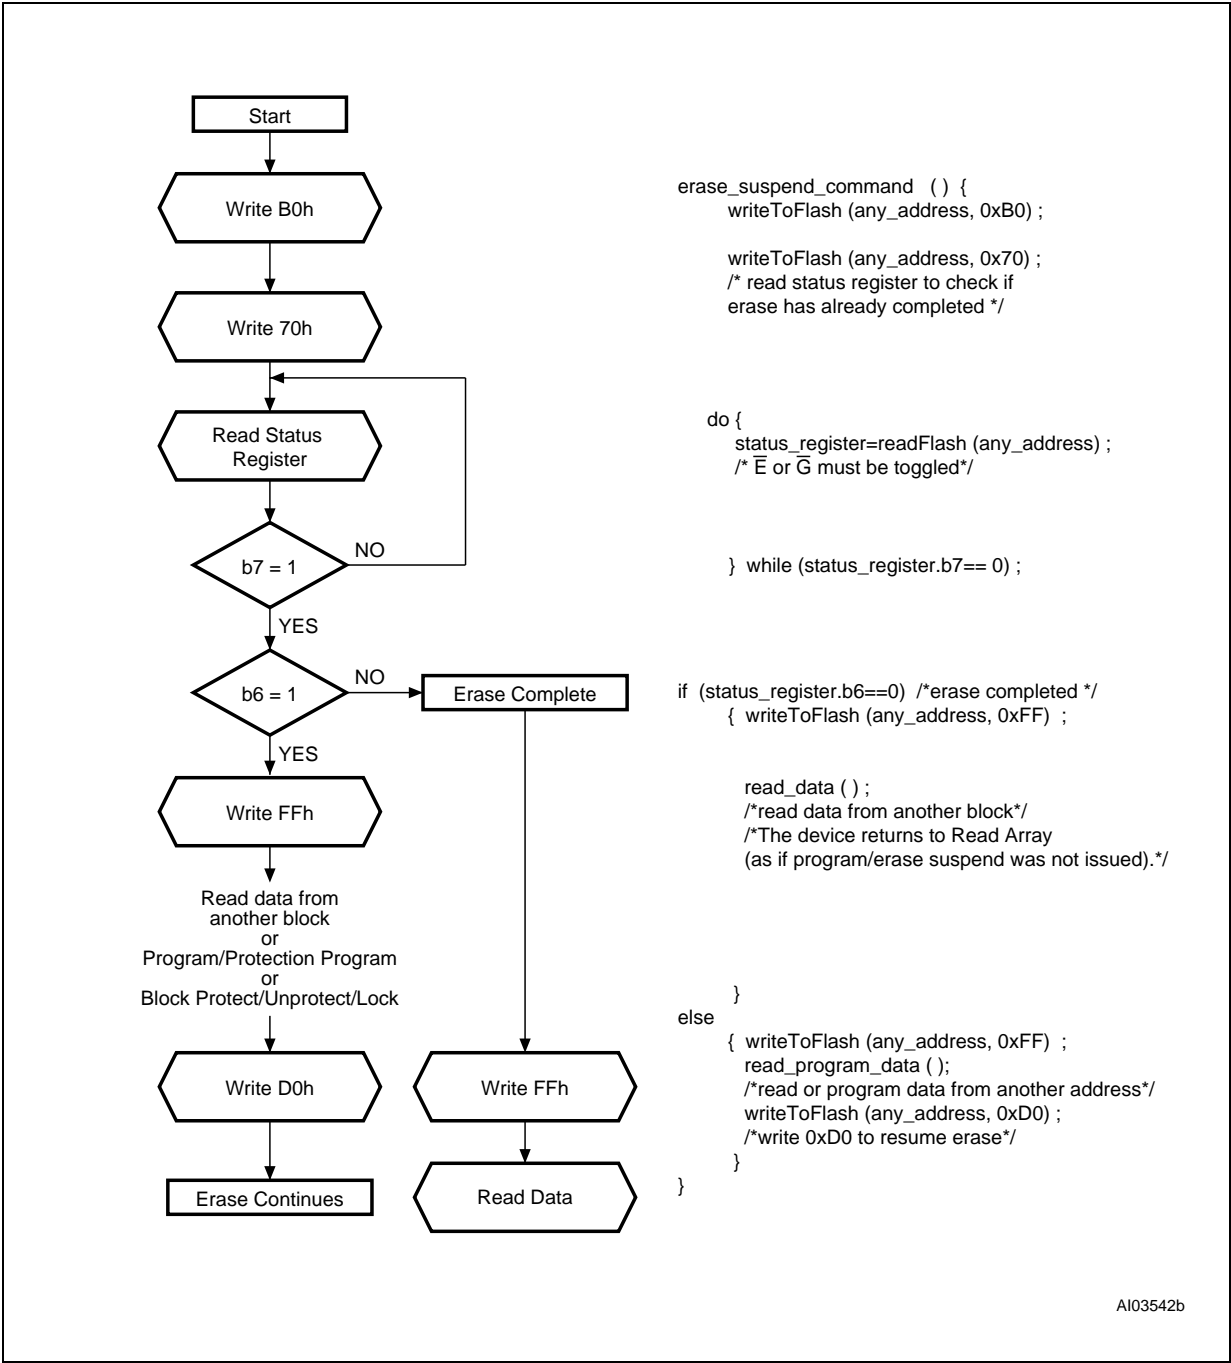 Start
Write B0h
Write 70h
Read Status
Register
b7 = 1
NO
YES
b6 = 1
NO
Erase Complete
YES
Write FFh
Read data from
another block
or
Program/Protection Program
or
Block Protect/Unprotect/Lock
Write D0h
Write FFh
Erase Continues
Read Data
erase_suspend_command ( ) {
writeToFlash (any_address, 0xB0) ;
writeToFlash (any_address, 0x70) ;
/* read status register to check if
erase has already completed */
do {
status_register=readFlash (any_address) ;
/* E̅ or G̅ must be toggled*/
} while (status_register.b7== 0) ;
if (status_register.b6==0) /*erase completed */
{ writeToFlash (any_address, 0xFF) ;
read_data ( ) ;
/*read data from another block*/
/*The device returns to Read Array
(as if program/erase suspend was not issued).*/
}
else
{ writeToFlash (any_address, 0xFF) ;
read_program_data ( );
/*read or program data from another address*/
writeToFlash (any_address, 0xD0) ;
/*write 0xD0 to resume erase*/
}
}
AI03542b